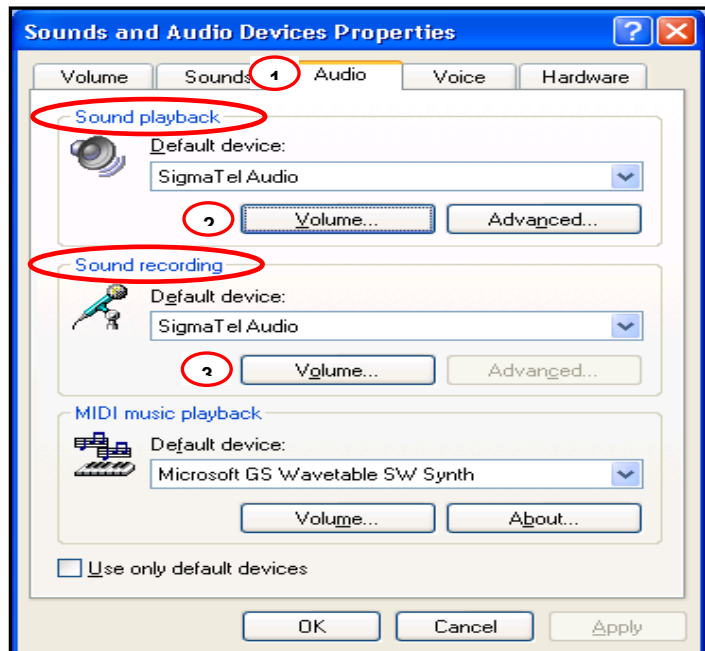 Sounds and Audio Devices Properties
Volume Sounds 1 Audio Voice Hardware
Sound playback
Default device:
SigmaTel Audio
2 Volume... Advanced...
Sound recording
Default device:
SigmaTel Audio
3 Volume... Advanced...
MIDI music playback
Default device:
Microsoft GS Wavetable SW Synth
Volume... About...
Use only default devices
OK Cancel Apply